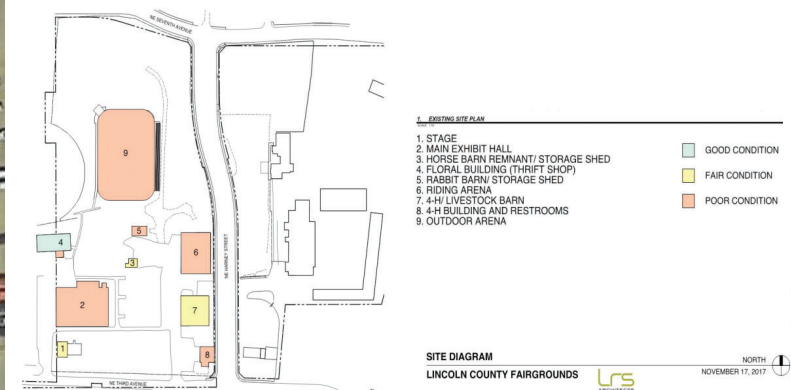 NE SEVENTH AVENUE
9
4
5
3
6
2
7
1
8
NE HARNEY STREET
NE THIRD AVENUE
1. EXISTING SITE PLAN
1. STAGE
2. MAIN EXHIBIT HALL
3. HORSE BARN REMNANT/ STORAGE SHED
4. FLORAL BUILDING (THRIFT SHOP)
5. RABBIT BARN/ STORAGE SHED
6. RIDING ARENA
7. 4-H/ LIVESTOCK BARN
8. 4-H BUILDING AND RESTROOMS
9. OUTDOOR ARENA
GOOD CONDITION
FAIR CONDITION
POOR CONDITION
SITE DIAGRAM
LINCOLN COUNTY FAIRGROUNDS
LRS
ARCHITECTS
NORTH
NOVEMBER 17, 2017